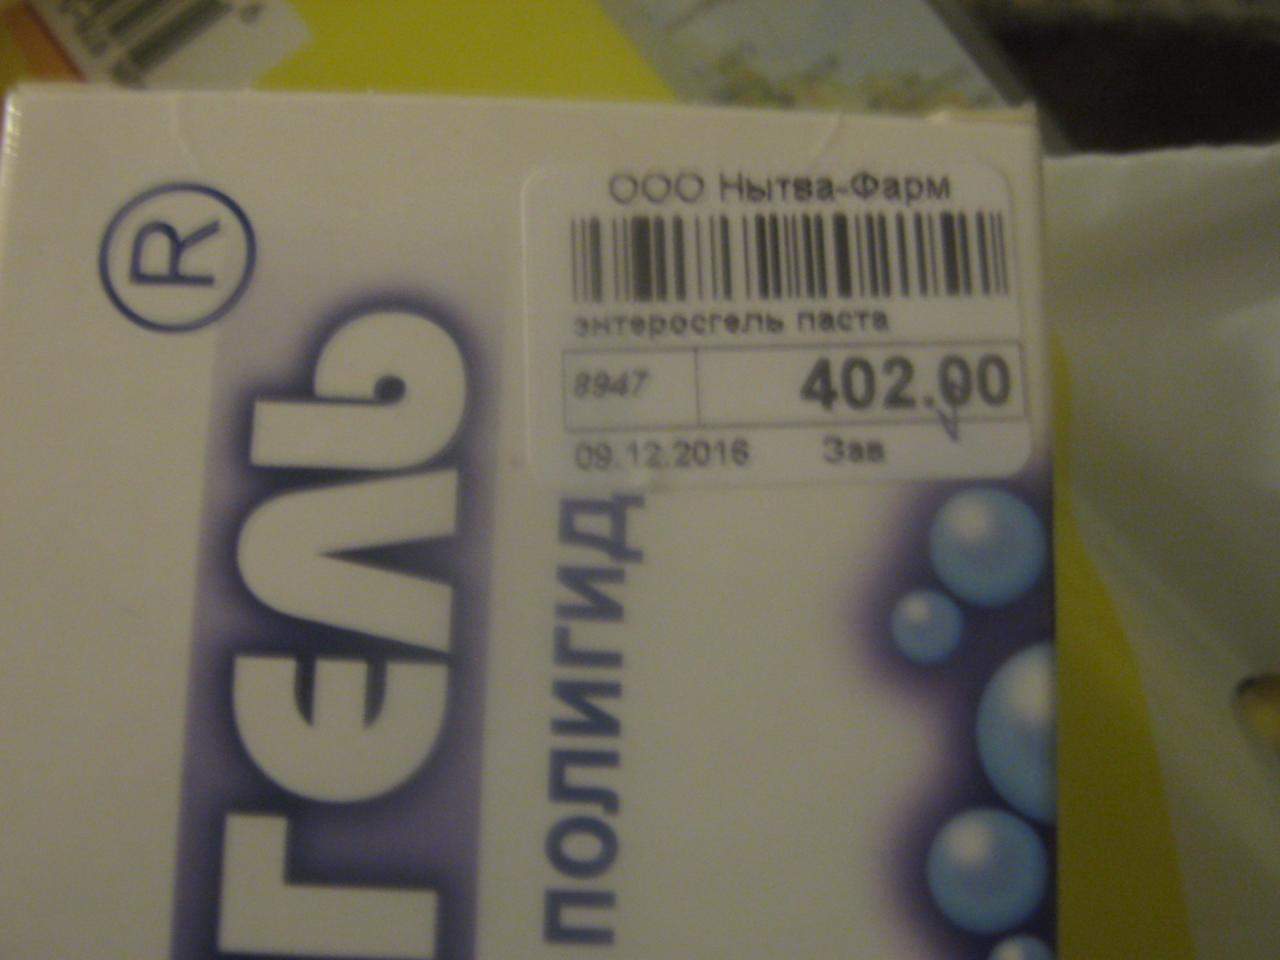 ООО Нытва-Фарм
энтеросгель паста
8947 402.00
09.12.2016 Зав
®
ГЕЛЬ
ПОЛИГИД